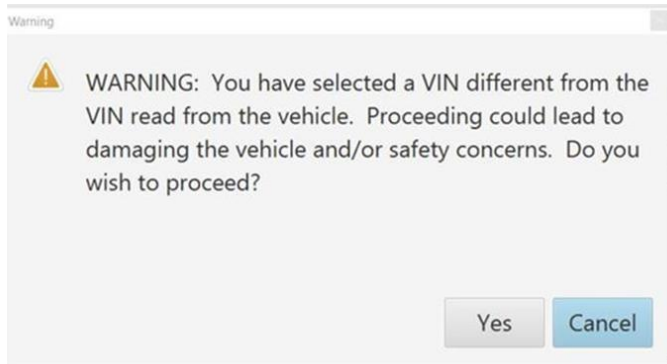 Warning
WARNING: You have selected a VIN different from the
VIN read from the vehicle. Proceeding could lead to
damaging the vehicle and/or safety concerns. Do you
wish to proceed?
Yes
Cancel